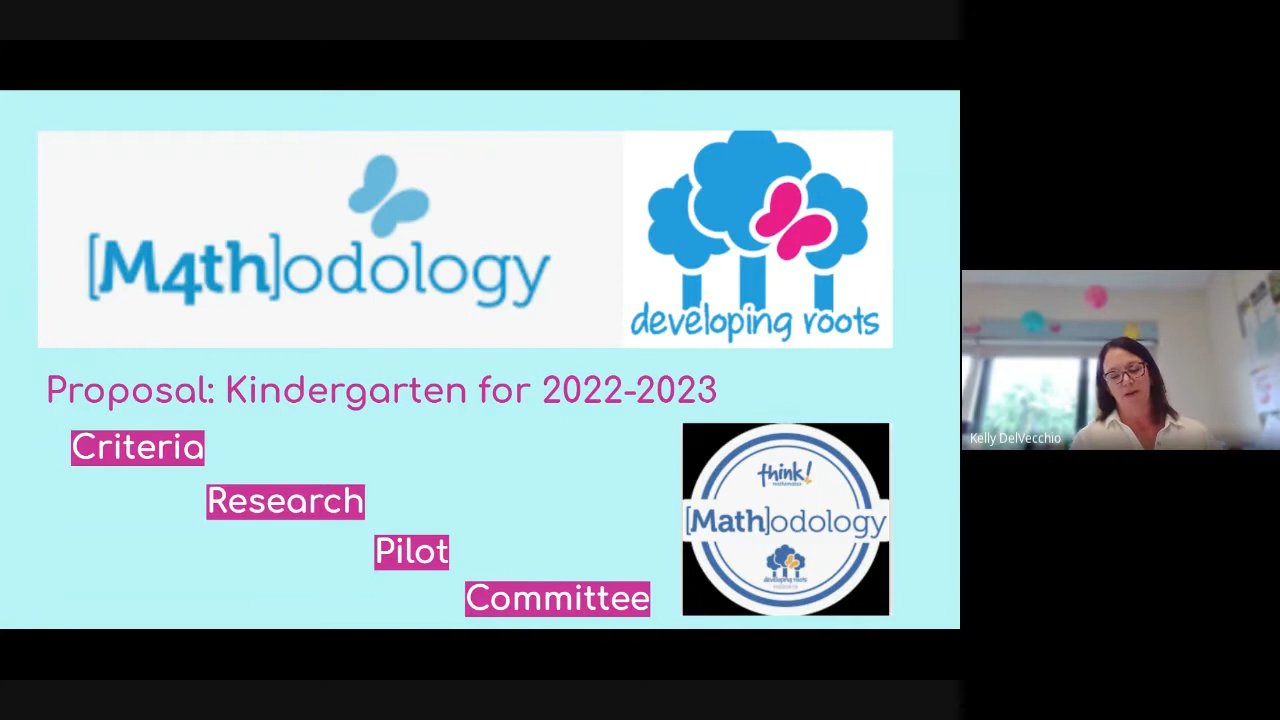 [M4th]odology
developing roots
Proposal: Kindergarten for 2022-2023
Criteria
Research
Pilot
Committee
think!
mathematics
[Math]odology
developing roots
Kelly DelVecchio